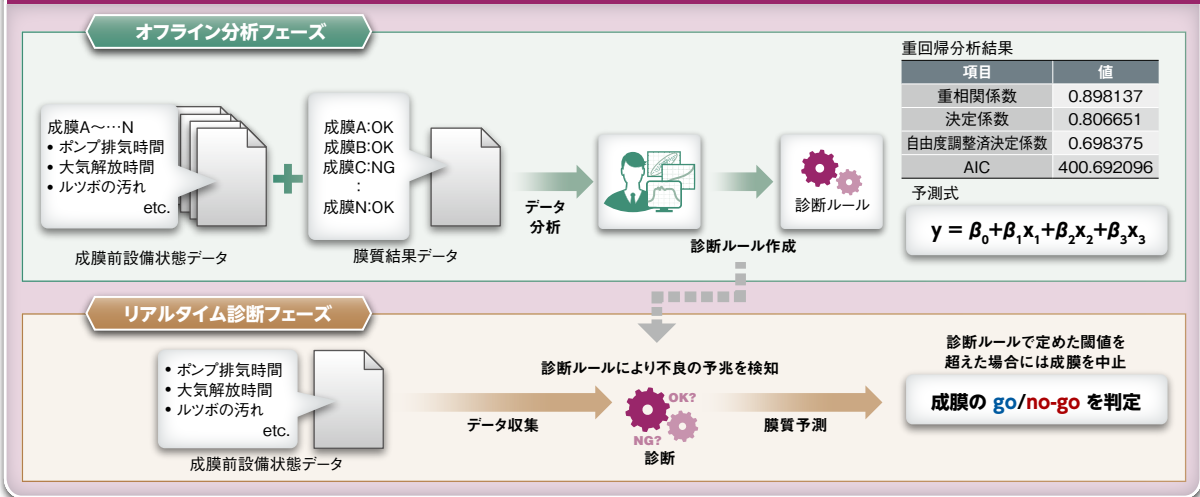 オフライン分析フェーズ
成膜A～…N
• ポンプ排気時間
• 大気解放時間
• ルツボの汚れ
etc.
成膜前設備状態データ
成膜A:OK
成膜B:OK
成膜C:NG
:
成膜N:OK
膜質結果データ
データ
分析
診断ルール
診断ルール作成
重回帰分析結果
項目 値
重相関係数 0.898137
決定係数 0.806651
自由度調整済決定係数 0.698375
AIC 400.692096
予測式
y = β₀+β₁x₁+β₂x₂+β₃x₃
リアルタイム診断フェーズ
• ポンプ排気時間
• 大気解放時間
• ルツボの汚れ
etc.
成膜前設備状態データ
データ収集
診断ルールにより不良の予兆を検知
OK?
NG?
診断
膜質予測
診断ルールで定めた閾値を
超えた場合には成膜を中止
成膜の go/no-go を判定